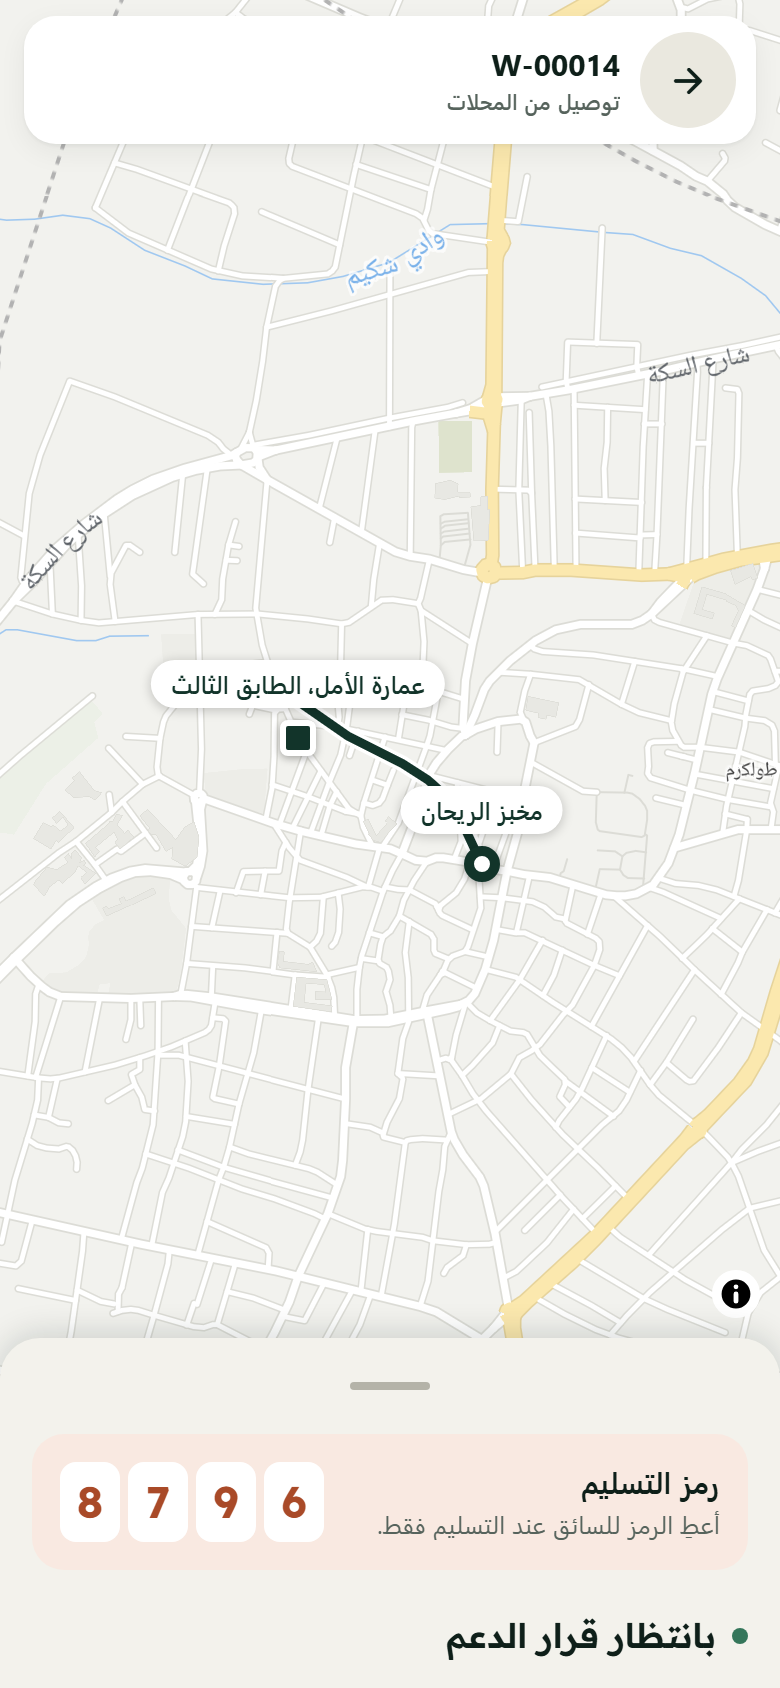 W-00014
توصيل من المحلات
وادي شكيم
شارع السكة
شارع السكة
عمارة الأمل، الطابق الثالث
طولكرم
مخبز الريحان
رمز التسليم
8 7 9 6
أعطِ الرمز للسائق عند التسليم فقط.
بانتظار قرار الدعم